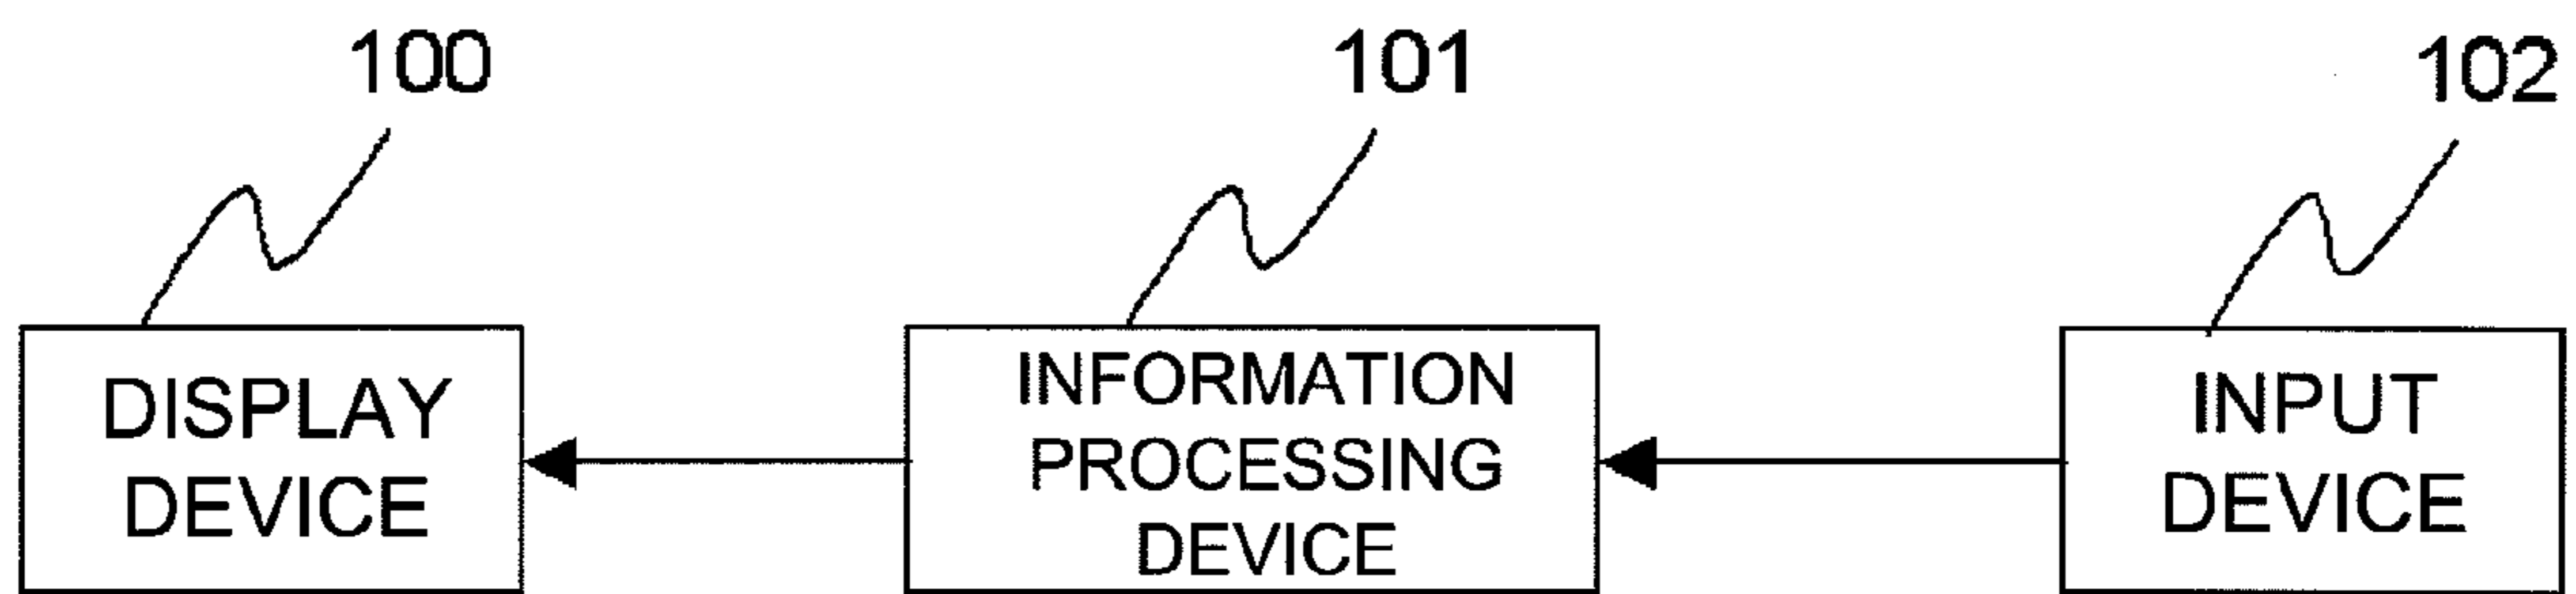 100
101
102
DISPLAY
DEVICE
INFORMATION
PROCESSING
DEVICE
INPUT
DEVICE